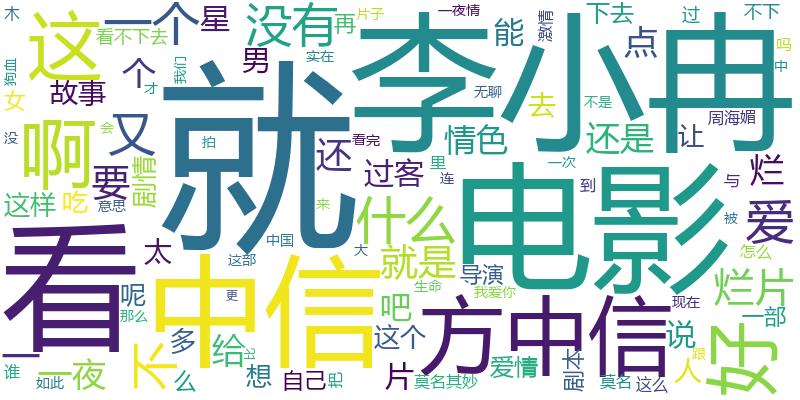 木
一个
星
没有
再
片子
一夜情
激情
下去
过
不下
这
看不下去
李小冉
能
点
吗
中
狗血
个
才
我们
男
实在
女
故事
就
无聊
去
不是
周海媚
没
啊
会
又
拍
还
看完
情色
还是
让
要
剧情
过客
里
一次
烂
这样
吃
意思
连
电影
到
与
爱
看
太
来
什么
被
中国
大
就是
导演
怎么
这部
生命
我爱你
烂片
中信
呢
那么
更
吧
方中信
现在
一部
一
多
给
这个
说
好
谁
一夜
不
想
爱情
剧本
人
跟
如此
么
自己
把
片
莫名其妙
莫名
这么